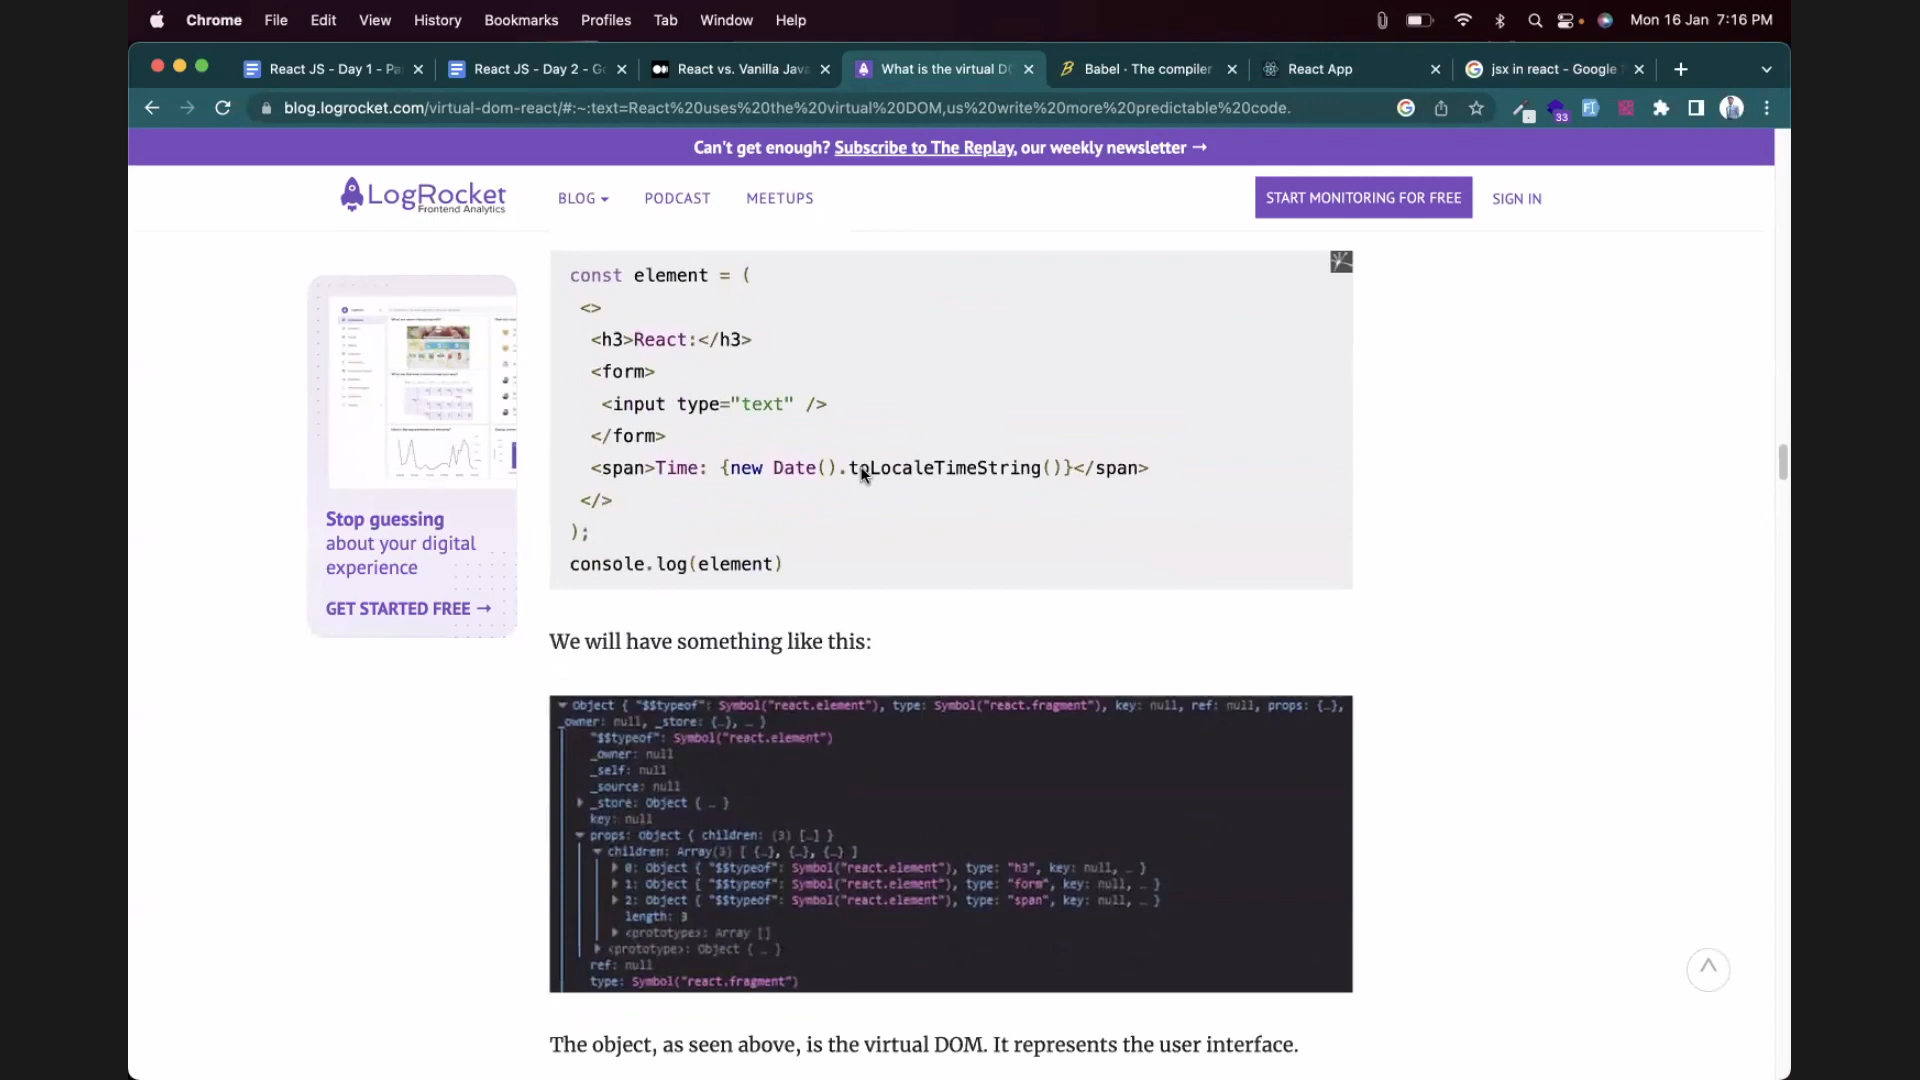 Chrome File Edit View History Bookmarks Profiles Tab Window Help Mon 16 Jan 7:16 PM
React JS - Day 1 - Pa React JS - Day 2 - Go React vs. Vanilla Java What is the virtual DO Babel · The compiler React App jsx in react - Google
blog.logrocket.com/virtual-dom-react/#:~:text=React%20uses%20the%20virtual%20DOM,us%20write%20more%20predictable%20code. 33
Can't get enough? Subscribe to The Replay, our weekly newsletter →
LogRocket BLOG PODCAST MEETUPS START MONITORING FOR FREE SIGN IN
Frontend Analytics
const element = (
<>
<h3>React:</h3>
<form>
<input type="text" />
</form>
<span>Time: {new Date().toLocaleTimeString()}</span>
</>
);
console.log(element)
Stop guessing
about your digital
experience
GET STARTED FREE →
We will have something like this:
Object { "$$typeof": Symbol("react.element"), type: Symbol("react.fragment"), key: null, ref: null, props: {…},
_owner: null, _store: {…}, … }
"$$typeof": Symbol("react.element")
_owner: null
_self: null
_source: null
_store: Object { … }
key: null
props: Object { children: (3) […] }
children: Array(3) [ {…}, {…}, {…} ]
0: Object { "$$typeof": Symbol("react.element"), type: "h3", key: null, … }
1: Object { "$$typeof": Symbol("react.element"), type: "form", key: null, … }
2: Object { "$$typeof": Symbol("react.element"), type: "span", key: null, … }
length: 3
<prototype>: Array []
<prototype>: Object { … }
ref: null
type: Symbol("react.fragment")
The object, as seen above, is the virtual DOM. It represents the user interface.